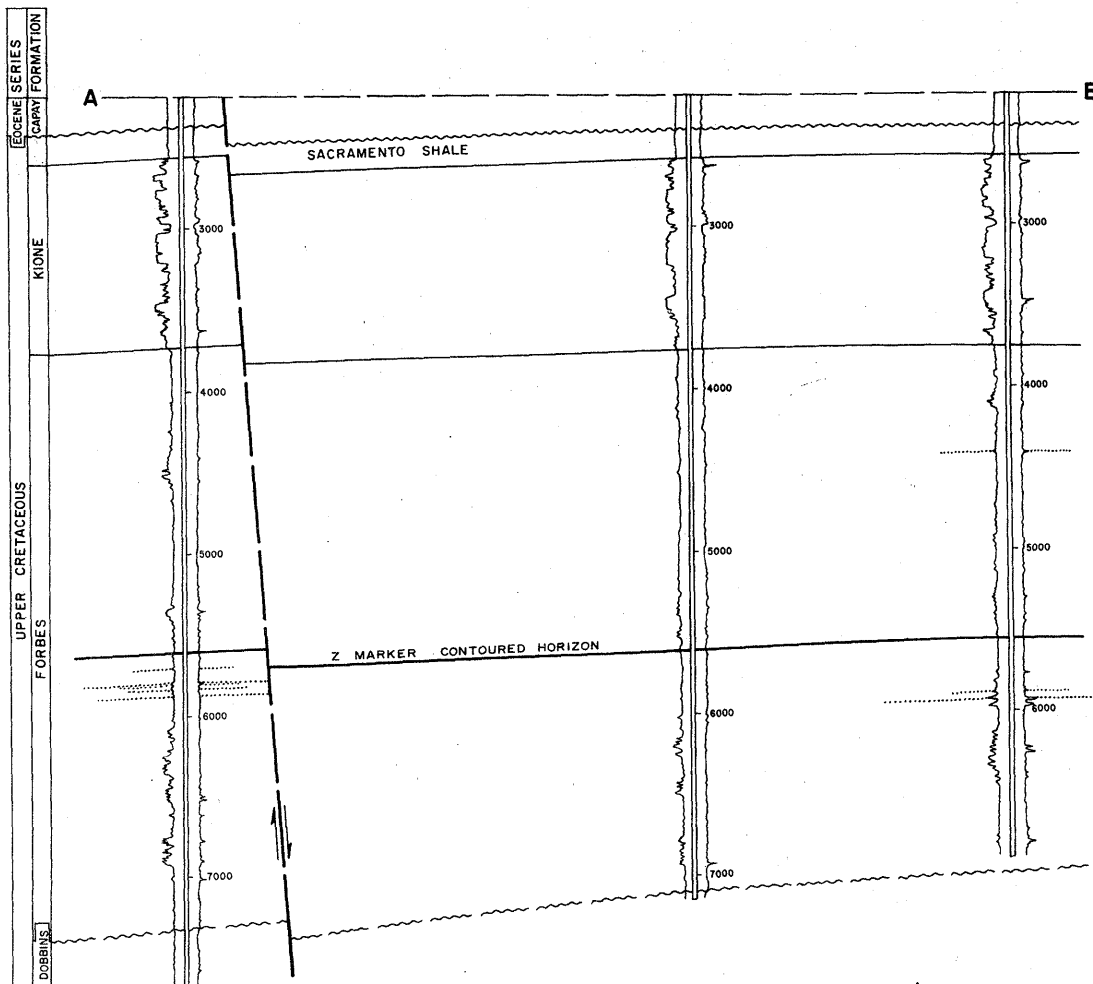 SERIES
FORMATION
EOCENE
CAPAY
A
B
SACRAMENTO SHALE
KIONE
3000
3000
3000
4000
4000
4000
UPPER CRETACEOUS
FORBES
5000
5000
5000
Z MARKER CONTOURED HORIZON
6000
6000
6000
7000
7000
DOBBINS